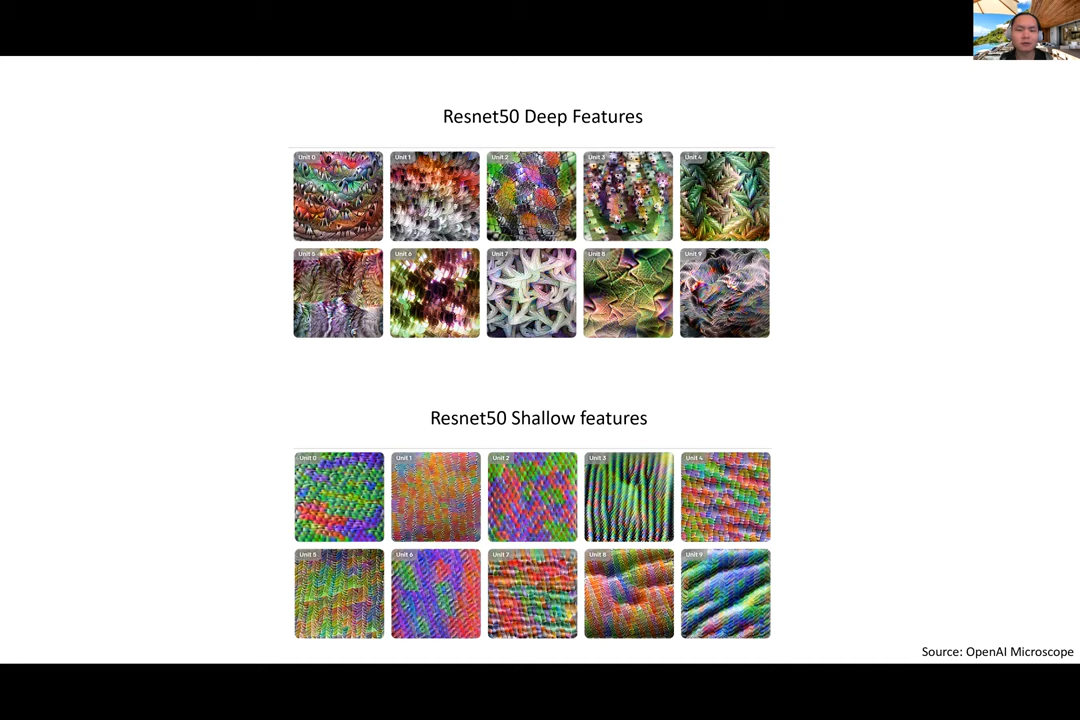 Resnet50 Deep Features
Unit 0 Unit 1 Unit 2 Unit 3 Unit 4
Unit 5 Unit 6 Unit 7 Unit 8 Unit 9
Resnet50 Shallow features
Unit 0 Unit 1 Unit 2 Unit 3 Unit 4
Unit 5 Unit 6 Unit 7 Unit 8 Unit 9
Source: OpenAI Microscope